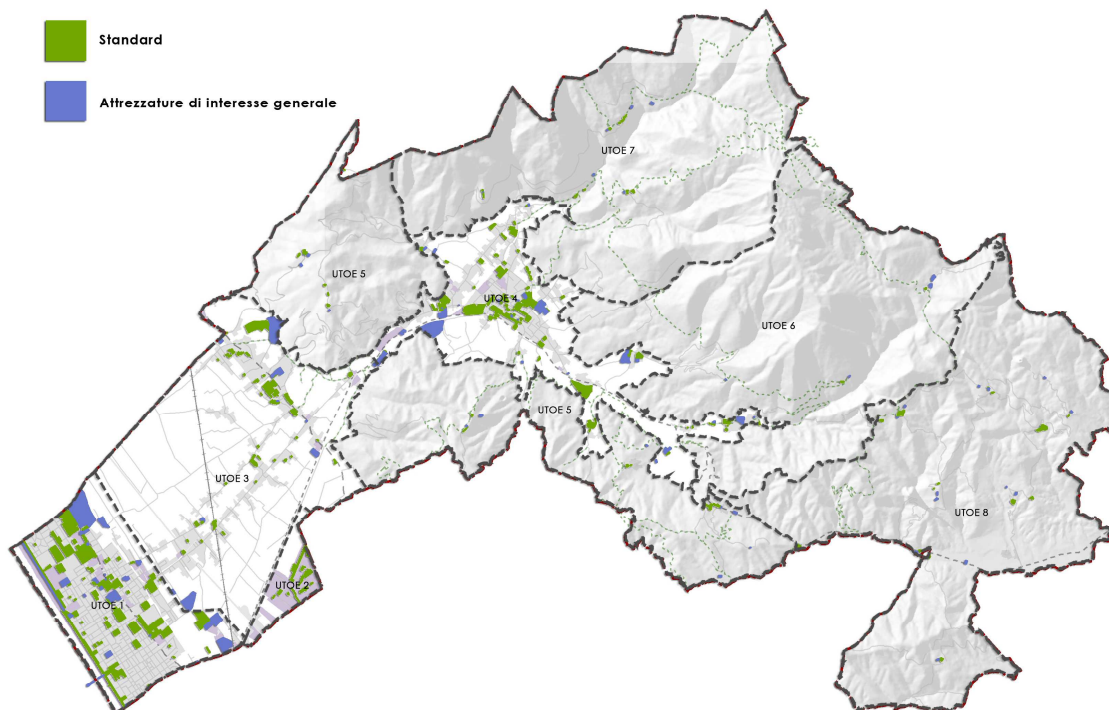 Standard
Attrezzature di interesse generale
UTOE 7
UTOE 5
UTOE 4
UTOE 6
UTOE 5
UTOE 3
UTOE 8
UTOE 2
UTOE 1